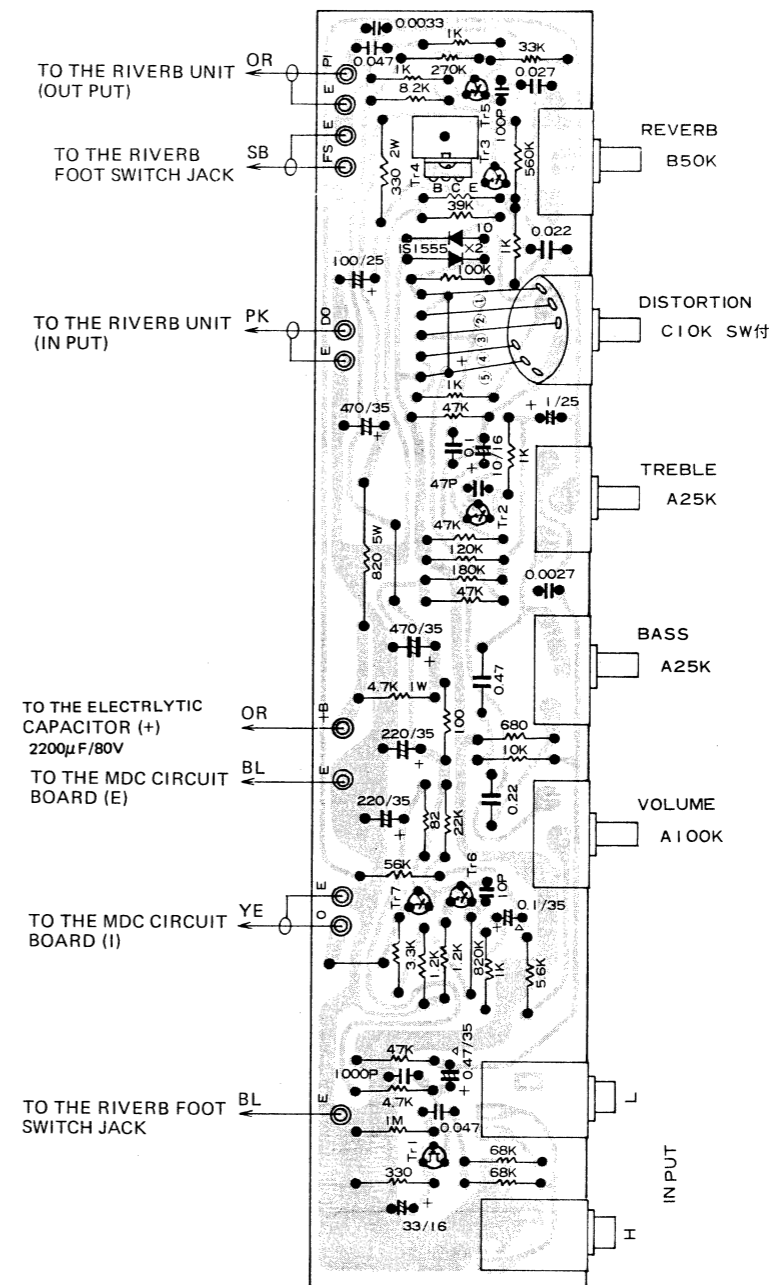 0.0033
1K
OR
PI
0.047
33K
TO THE RIVERB UNIT
(OUT PUT)
1K
270K
0.027
E
8.2K
Tr5
100P
REVERB
B50K
E
TO THE RIVERB
FOOT SWITCH JACK
SB
FS
330 2W
Tr4
Tr3
560K
B C E
39K
10
1S1555 ×2
0.022
1K
100/25
+
100K
DISTORTION
C10K SW付
TO THE RIVERB UNIT
(IN PUT)
PK
DO
E
①
②
③
④
⑤
+
1K
470/35
+
47K
+ 1/25
0.1
+
10/16
1K
47P
Tr2
TREBLE
A25K
820 5W
47K
120K
180K
47K
0.0027
470/35
+
0.47
BASS
A25K
4.7K 1W
100
TO THE ELECTRLYTIC
CAPACITOR (+)
2200μF/80V
OR
+B
220/35
+
680
10K
TO THE MDC CIRCUIT
BOARD (E)
BL
E
220/35
+
82
22K
0.22
VOLUME
A100K
56K
Tr7
Tr6
10P
E
O
TO THE MDC CIRCUIT
BOARD (I)
YE
0.1/35
+
3.3K
1.2K
1.2K
820K
1K
5.6K
47K
0.47/35
+
1000P
4.7K
L
TO THE RIVERB FOOT
SWITCH JACK
BL
E
0.047
1M
Tr1
68K
330
68K
INPUT
33/16
+
H